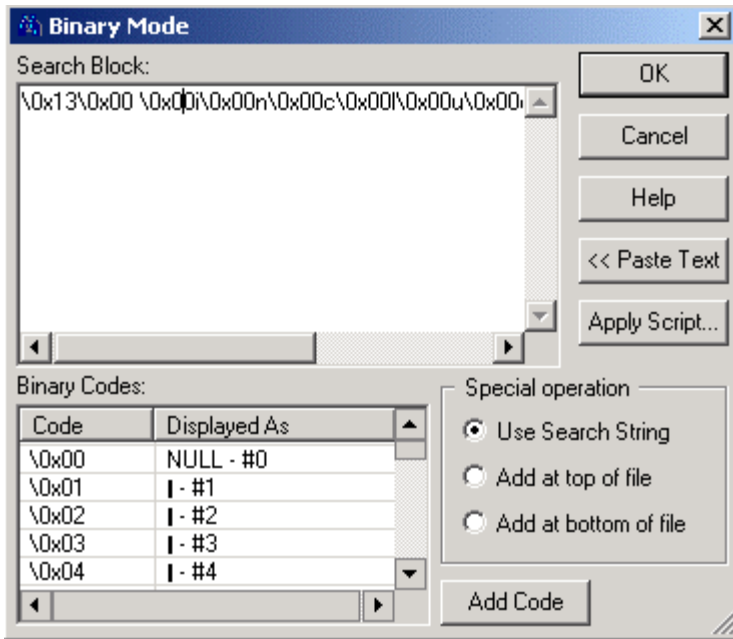 Binary Mode
Search Block:
\0x13\0x00 \0x00i\0x00n\0x00c\0x00l\0x00u\0x00
OK
Cancel
Help
<< Paste Text
Apply Script...
Binary Codes:
Code Displayed As
\0x00 NULL - #0
\0x01 - #1
\0x02 - #2
\0x03 - #3
\0x04 - #4
Special operation
Use Search String
Add at top of file
Add at bottom of file
Add Code